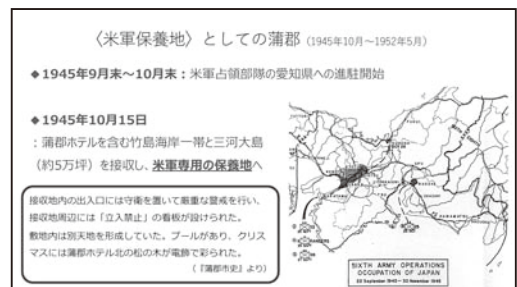 〈米軍保養地〉としての蒲郡（1945年10月～1952年5月）
◆1945年9月末～10月末：米軍占領部隊の愛知県への進駐開始
◆1945年10月15日
：蒲郡ホテルを含む竹島海岸一帯と三河大島
（約5万坪）を接収し、米軍専用の保養地へ
接収地内の出入口には守衛を置いて厳重な警戒を行い、
接収地周辺には「立入禁止」の看板が設けられた。
敷地内は別天地を形成していた。プールがあり、クリス
マスには蒲郡ホテル北の松の木が電飾で彩られた。
（『蒲郡市史』より）
SIXTH ARMY OPERATIONS
OCCUPATION OF JAPAN